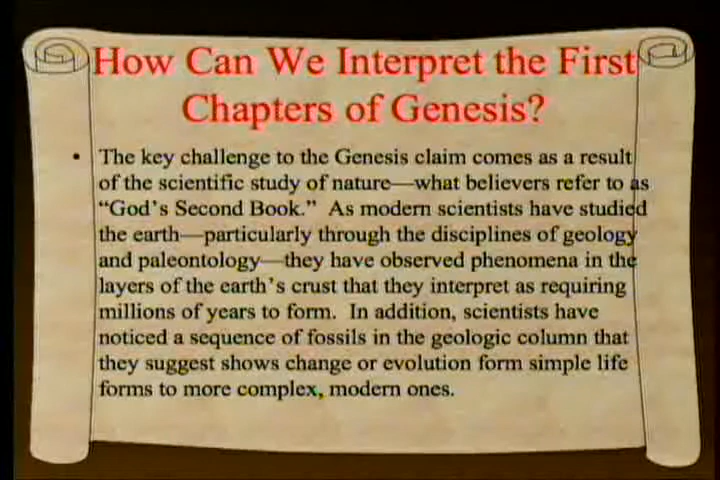 How Can We Interpret the First
Chapters of Genesis?
• The key challenge to the Genesis claim comes as a result
of the scientific study of nature—what believers refer to as
“God’s Second Book.” As modern scientists have studied
the earth—particularly through the disciplines of geology
and paleontology—they have observed phenomena in the
layers of the earth’s crust that they interpret as requiring
millions of years to form. In addition, scientists have
noticed a sequence of fossils in the geologic column that
they suggest shows change or evolution form simple life
forms to more complex, modern ones.